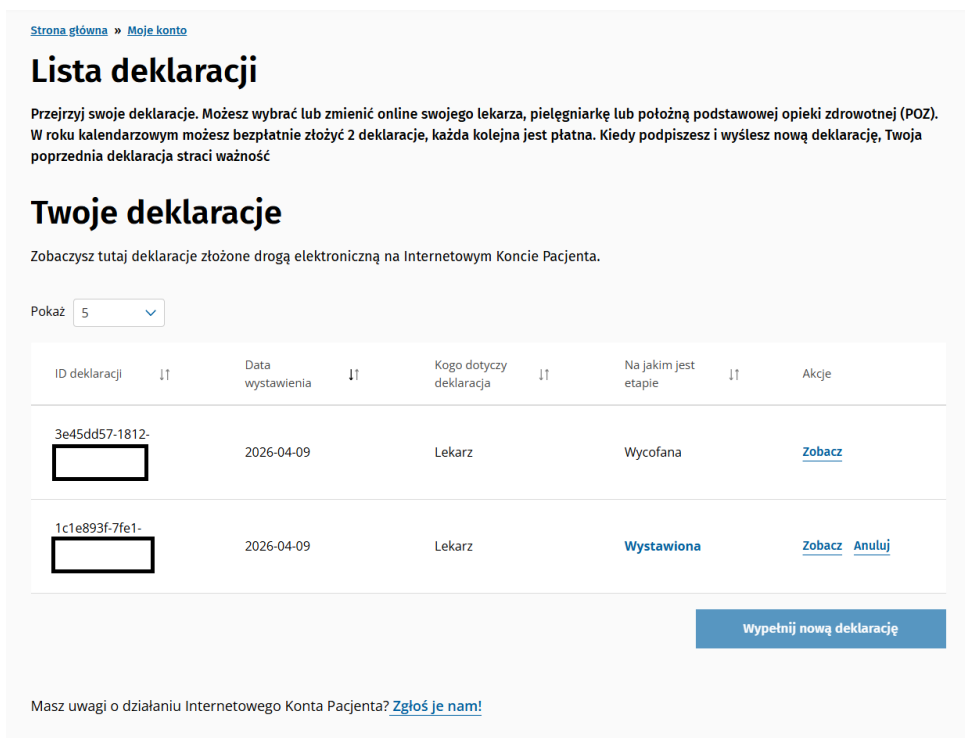 Strona główna » Moje konto
Lista deklaracji
Przejrzyj swoje deklaracje. Możesz wybrać lub zmienić online swojego lekarza, pielęgniarkę lub położną podstawowej opieki zdrowotnej (POZ).
W roku kalendarzowym możesz bezpłatnie złożyć 2 deklaracje, każda kolejna jest płatna. Kiedy podpiszesz i wyślesz nową deklarację, Twoja
poprzednia deklaracja straci ważność
Twoje deklaracje
Zobaczysz tutaj deklaracje złożone drogą elektroniczną na Internetowym Koncie Pacjenta.
Pokaż 5
ID deklaracji Data wystawienia Kogo dotyczy deklaracja Na jakim jest etapie Akcje
3e45dd57-1812- 2026-04-09 Lekarz Wycofana Zobacz
1c1e893f-7fe1- 2026-04-09 Lekarz Wystawiona Zobacz Anuluj
Wypełnij nową deklarację
Masz uwagi o działaniu Internetowego Konta Pacjenta? Zgłoś je nam!